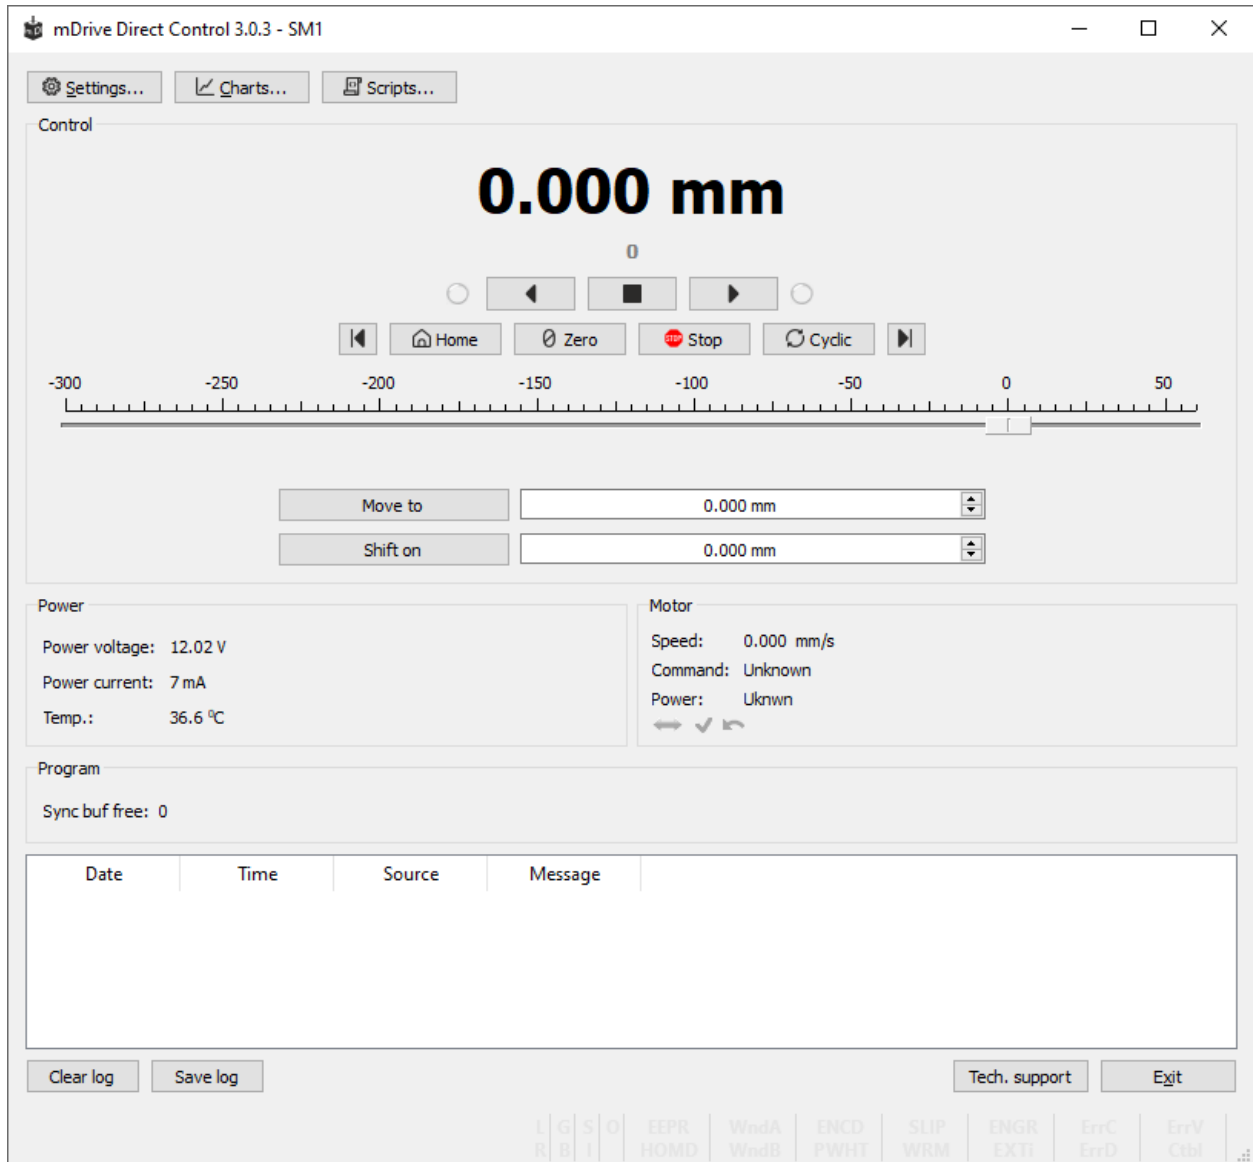 mDrive Direct Control 3.0.3 - SM1
Settings... Charts... Scripts...
Control
0.000 mm
0
Home Zero STOP Stop Cyclic
-300 -250 -200 -150 -100 -50 0 50
Move to 0.000 mm
Shift on 0.000 mm
Power
Power voltage: 12.02 V
Power current: 7 mA
Temp.: 36.6 ⁰C
Motor
Speed: 0.000 mm/s
Command: Unknown
Power: Uknwn
Program
Sync buf free: 0
Date Time Source Message
Clear log Save log Tech. support Exit
L G S O EEPR WndA ENCD SLIP ENGR ErrC ErrV
R B I HOMD WndB PWHT WRM EXTi ErrD Ctbl